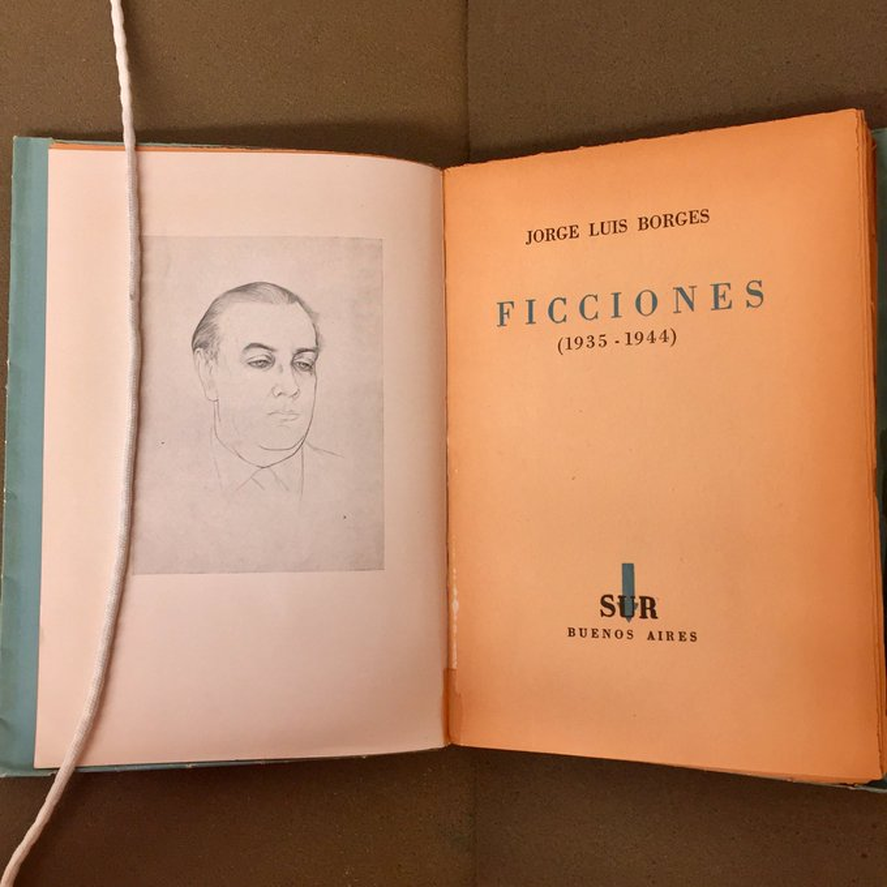 JORGE LUIS BORGES
FICCIONES
(1935 - 1944)
SUR
BUENOS AIRES